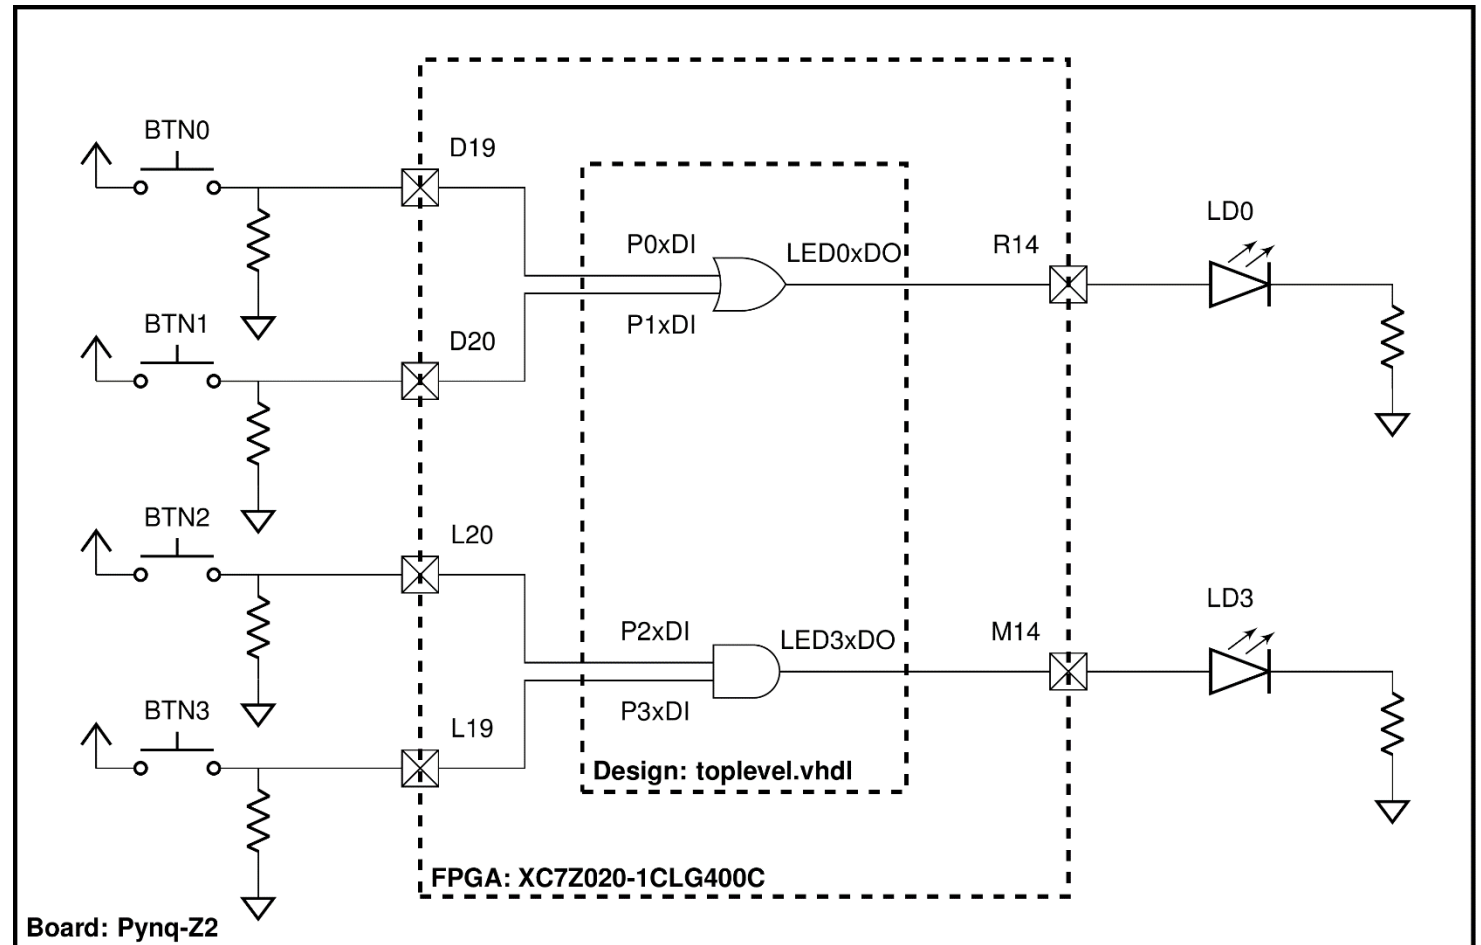 BTN0
D19
P0xDI
LED0xDO
R14
LD0
BTN1
D20
P1xDI
BTN2
L20
P2xDI
LED3xDO
M14
LD3
BTN3
L19
P3xDI
Design: toplevel.vhdl
FPGA: XC7Z020-1CLG400C
Board: Pynq-Z2